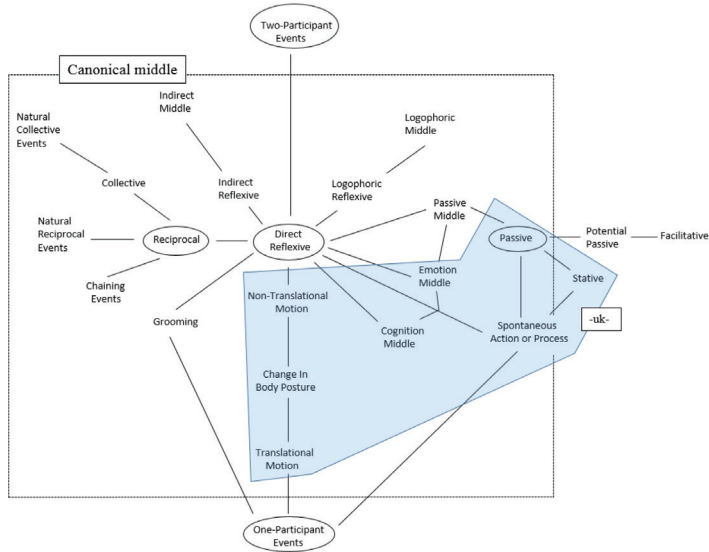 Two-Participant
Events
Canonical middle
Indirect
Middle
Natural
Collective
Events
Logophoric
Middle
Collective
Indirect
Reflexive
Logophoric
Reflexive
Passive
Middle
Natural
Reciprocal
Events
Reciprocal
Direct
Reflexive
Passive
Potential
Passive
Facilitative
Chaining
Events
Emotion
Middle
Stative
Non-Translational
Motion
Grooming
Cognition
Middle
Spontaneous
Action or Process
-uk-
Change In
Body Posture
Translational
Motion
One-Participant
Events